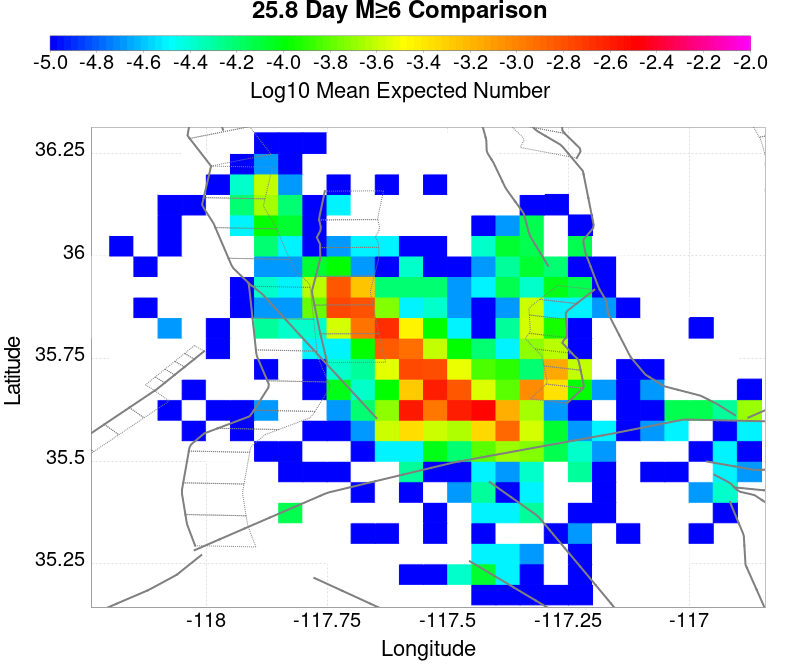 25.8 Day M≥6 Comparison
-5.0 -4.8 -4.6 -4.4 -4.2 -4.0 -3.8 -3.6 -3.4 -3.2 -3.0 -2.8 -2.6 -2.4 -2.2 -2.0
Log10 Mean Expected Number
36.25
36
35.75
35.5
35.25
Latitude
-118 -117.75 -117.5 -117.25 -117
Longitude